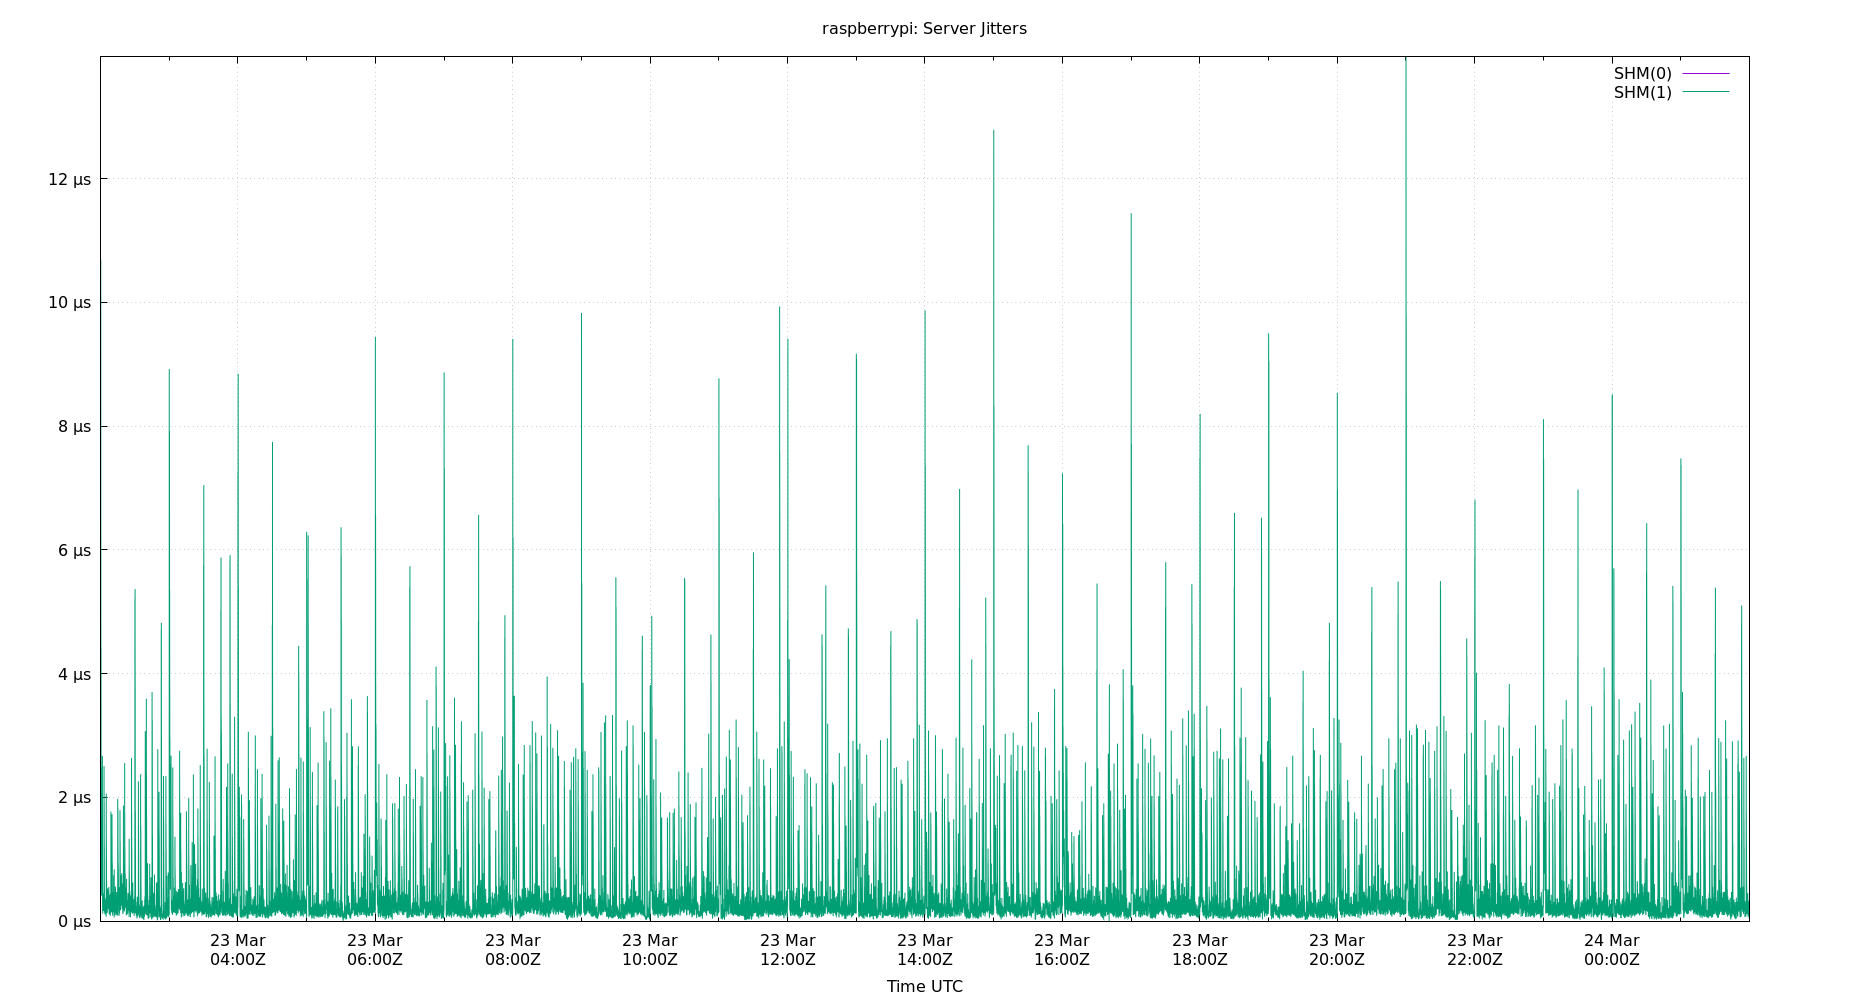 raspberrypi: Server Jitters
SHM(0)
SHM(1)
12 µs
10 µs
8 µs
6 µs
4 µs
2 µs
0 µs
23 Mar 23 Mar 23 Mar 23 Mar 23 Mar 23 Mar 23 Mar 23 Mar 23 Mar 23 Mar 24 Mar
04:00Z 06:00Z 08:00Z 10:00Z 12:00Z 14:00Z 16:00Z 18:00Z 20:00Z 22:00Z 00:00Z
Time UTC